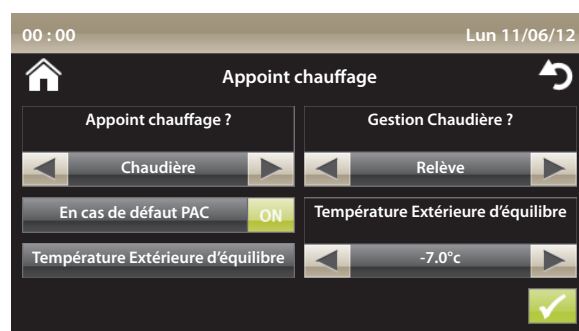 00 : 00
Lun 11/06/12
Appoint chauffage
Appoint chauffage ?
Chaudière
En cas de défaut PAC
ON
Température Extérieure d'équilibre
Gestion Chaudière ?
Relève
Température Extérieure d'équilibre
-7.0°c